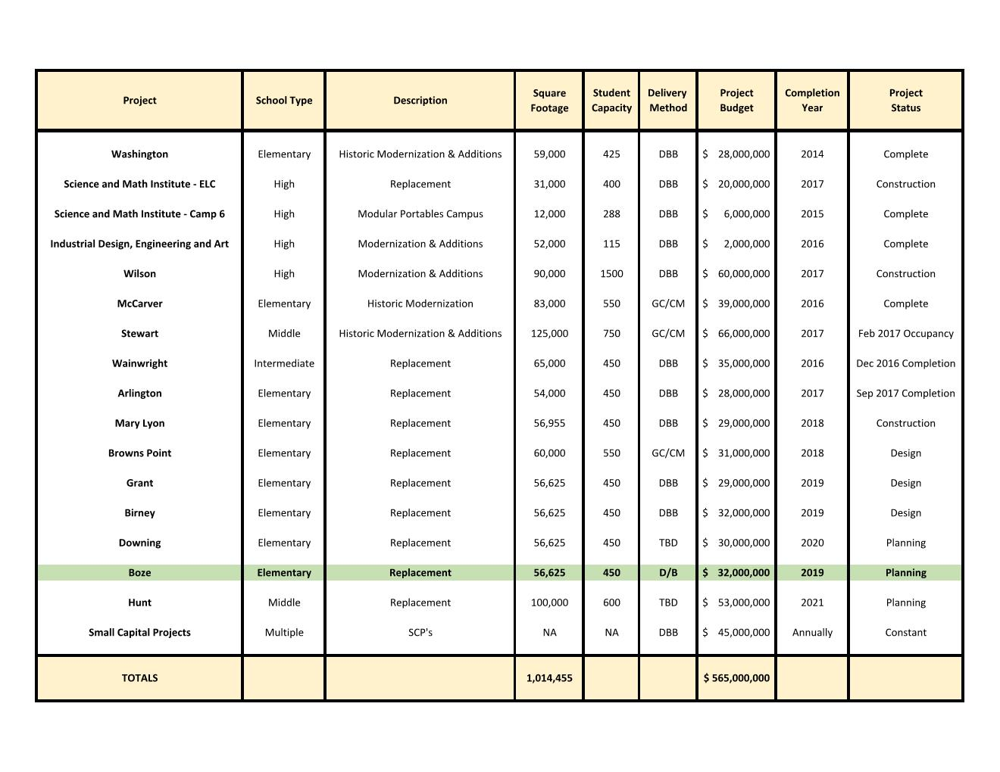 Project School Type Description Square Footage Student Capacity Delivery Method Project Budget Completion Year Project Status
Washington Elementary Historic Modernization & Additions 59,000 425 DBB $ 28,000,000 2014 Complete
Science and Math Institute - ELC High Replacement 31,000 400 DBB $ 20,000,000 2017 Construction
Science and Math Institute - Camp 6 High Modular Portables Campus 12,000 288 DBB $ 6,000,000 2015 Complete
Industrial Design, Engineering and Art High Modernization & Additions 52,000 115 DBB $ 2,000,000 2016 Complete
Wilson High Modernization & Additions 90,000 1500 DBB $ 60,000,000 2017 Construction
McCarver Elementary Historic Modernization 83,000 550 GC/CM $ 39,000,000 2016 Complete
Stewart Middle Historic Modernization & Additions 125,000 750 GC/CM $ 66,000,000 2017 Feb 2017 Occupancy
Wainwright Intermediate Replacement 65,000 450 DBB $ 35,000,000 2016 Dec 2016 Completion
Arlington Elementary Replacement 54,000 450 DBB $ 28,000,000 2017 Sep 2017 Completion
Mary Lyon Elementary Replacement 56,955 450 DBB $ 29,000,000 2018 Construction
Browns Point Elementary Replacement 60,000 550 GC/CM $ 31,000,000 2018 Design
Grant Elementary Replacement 56,625 450 DBB $ 29,000,000 2019 Design
Birney Elementary Replacement 56,625 450 DBB $ 32,000,000 2019 Design
Downing Elementary Replacement 56,625 450 TBD $ 30,000,000 2020 Planning
Boze Elementary Replacement 56,625 450 D/B $ 32,000,000 2019 Planning
Hunt Middle Replacement 100,000 600 TBD $ 53,000,000 2021 Planning
Small Capital Projects Multiple SCP's NA NA DBB $ 45,000,000 Annually Constant
TOTALS 1,014,455 $ 565,000,000